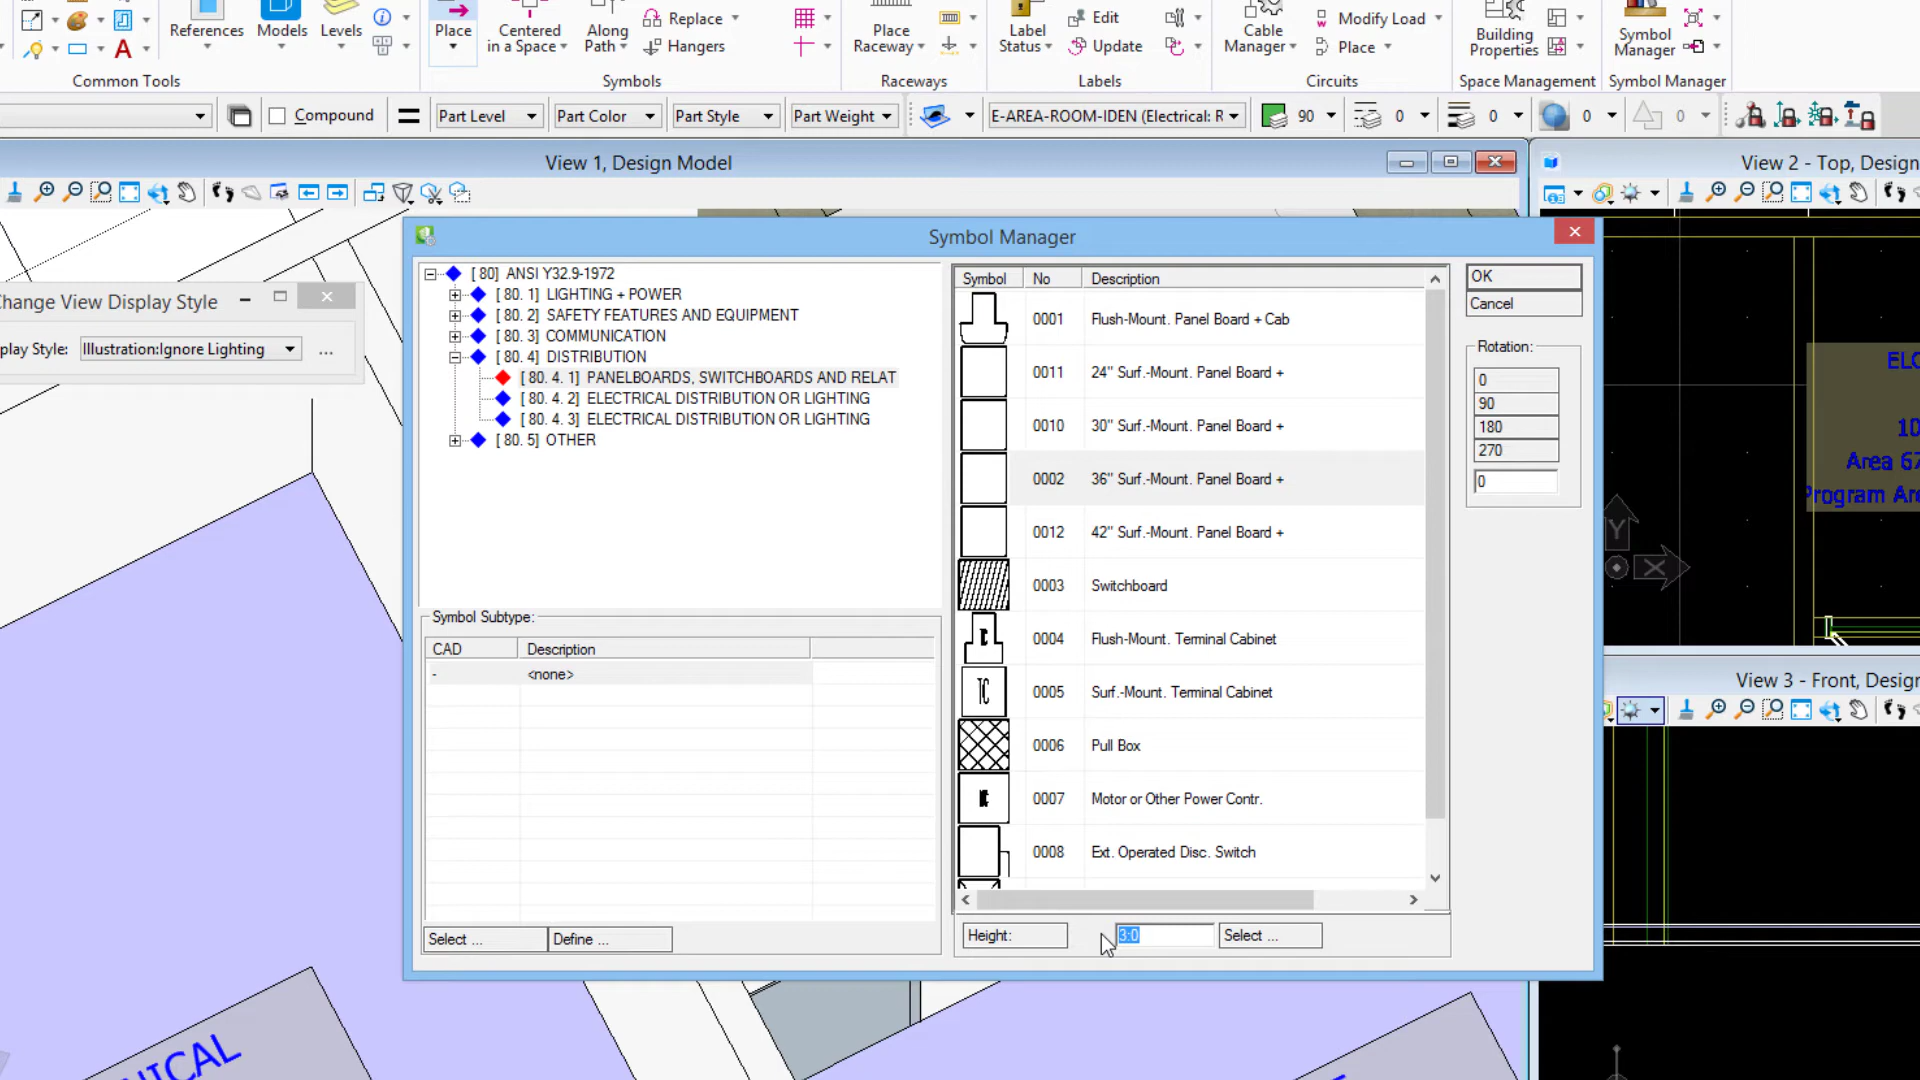 References
Models
Levels
Common Tools
Place
Centered
in a Space
Along
Path
Replace
Hangers
Symbols
Place
Raceway
Raceways
Label
Status
Edit
Update
Labels
Cable
Manager
Modify Load
Place
Circuits
Building
Properties
Space Management
Symbol
Manager
Symbol Manager
Compound
Part Level
Part Color
Part Style
Part Weight
E-AREA-ROOM-IDEN (Electrical: R
90
0
0
0
0
View 1, Design Model
View 2 - Top, Design
Change View Display Style
play Style:
Illustration:Ignore Lighting
...
Symbol Manager
[ 80] ANSI Y32.9-1972
[ 80. 1] LIGHTING + POWER
[ 80. 2] SAFETY FEATURES AND EQUIPMENT
[ 80. 3] COMMUNICATION
[ 80. 4] DISTRIBUTION
[ 80. 4. 1] PANELBOARDS, SWITCHBOARDS AND RELAT
[ 80. 4. 2] ELECTRICAL DISTRIBUTION OR LIGHTING
[ 80. 4. 3] ELECTRICAL DISTRIBUTION OR LIGHTING
[ 80. 5] OTHER
Symbol Subtype:
CAD Description
- <none>
Select ...
Define ...
Symbol No Description
0001 Flush-Mount. Panel Board + Cab
0011 24" Surf.-Mount. Panel Board +
0010 30" Surf.-Mount. Panel Board +
0002 36" Surf.-Mount. Panel Board +
0012 42" Surf.-Mount. Panel Board +
0003 Switchboard
0004 Flush-Mount. Terminal Cabinet
TC 0005 Surf.-Mount. Terminal Cabinet
0006 Pull Box
0007 Motor or Other Power Contr.
0008 Ext. Operated Disc. Switch
Height:
3:0
Select ...
OK
Cancel
Rotation:
0
90
180
270
0
ELC
10
Area 67
Program Are
Y
X
View 3 - Front, Design
NICAL